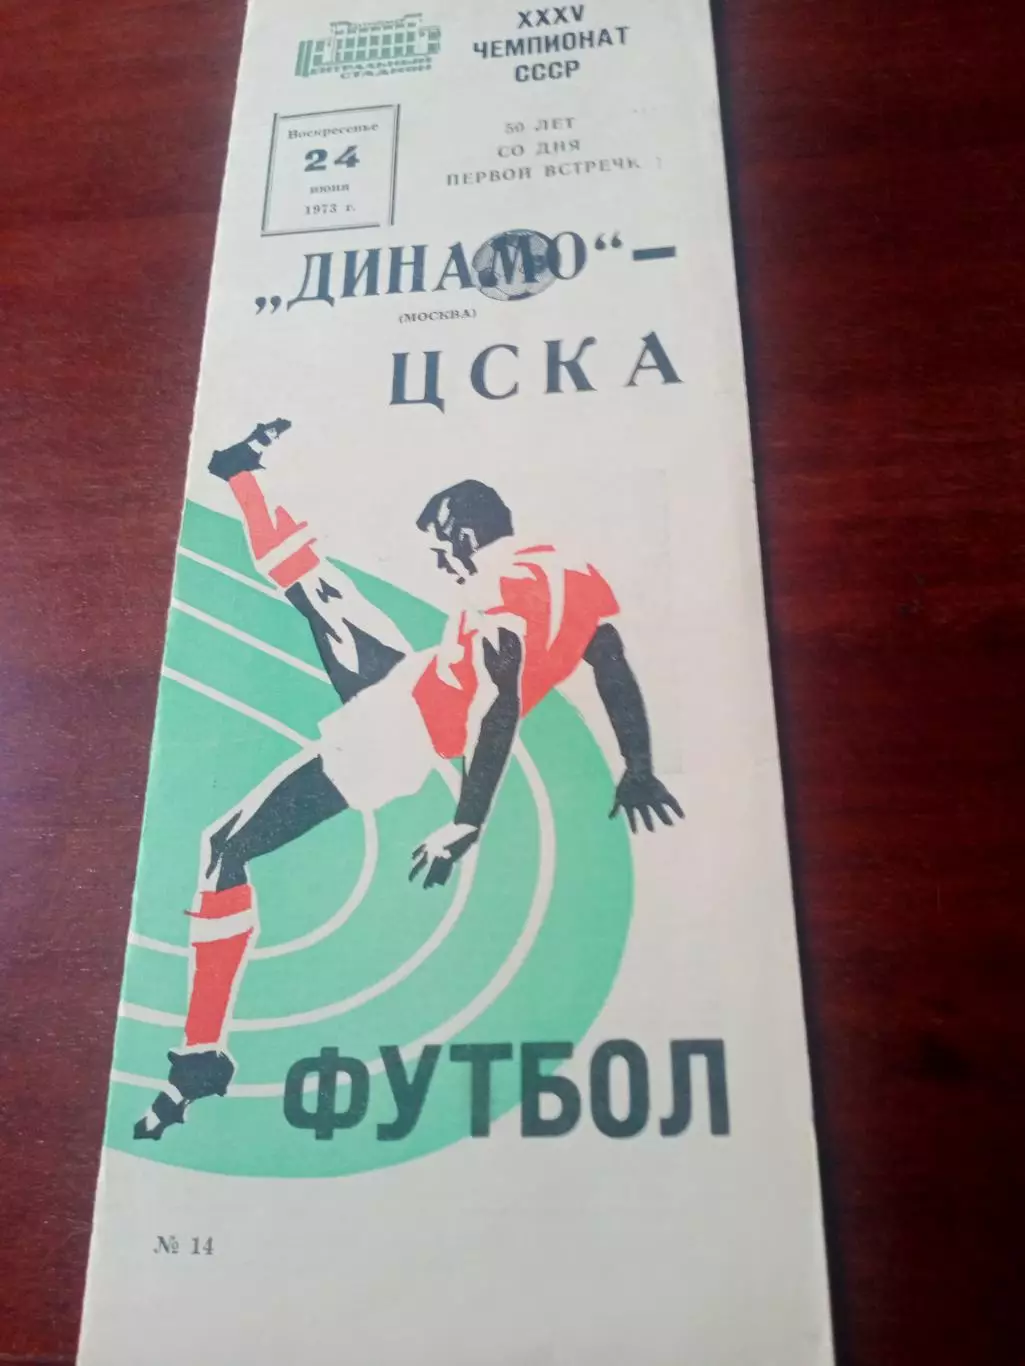 ЦЕНТРАЛЬНЫЙ
СТАДИОН
XXXV
ЧЕМПИОНАТ
СССР
Воскресенье
24
июня
1973 г.
50 ЛЕТ
СО ДНЯ
ПЕРВОЙ ВСТРЕЧИ
„ДИНАМО“ —
(МОСКВА)
ЦСКА
ФУТБОЛ
№ 14